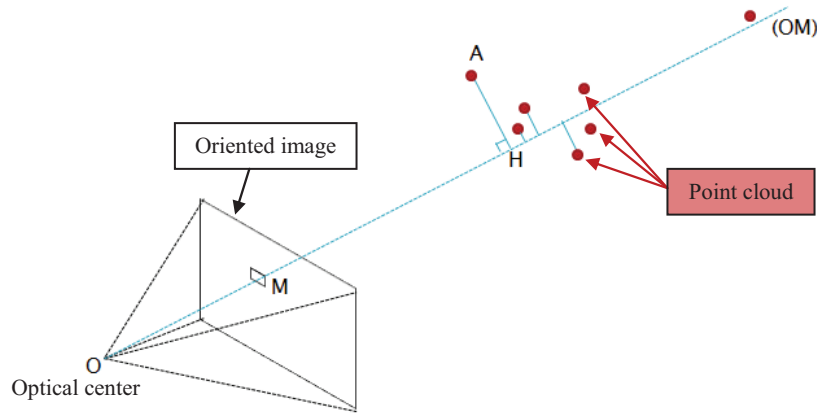 (OM)
A
Oriented image
H
Point cloud
M
O
Optical center